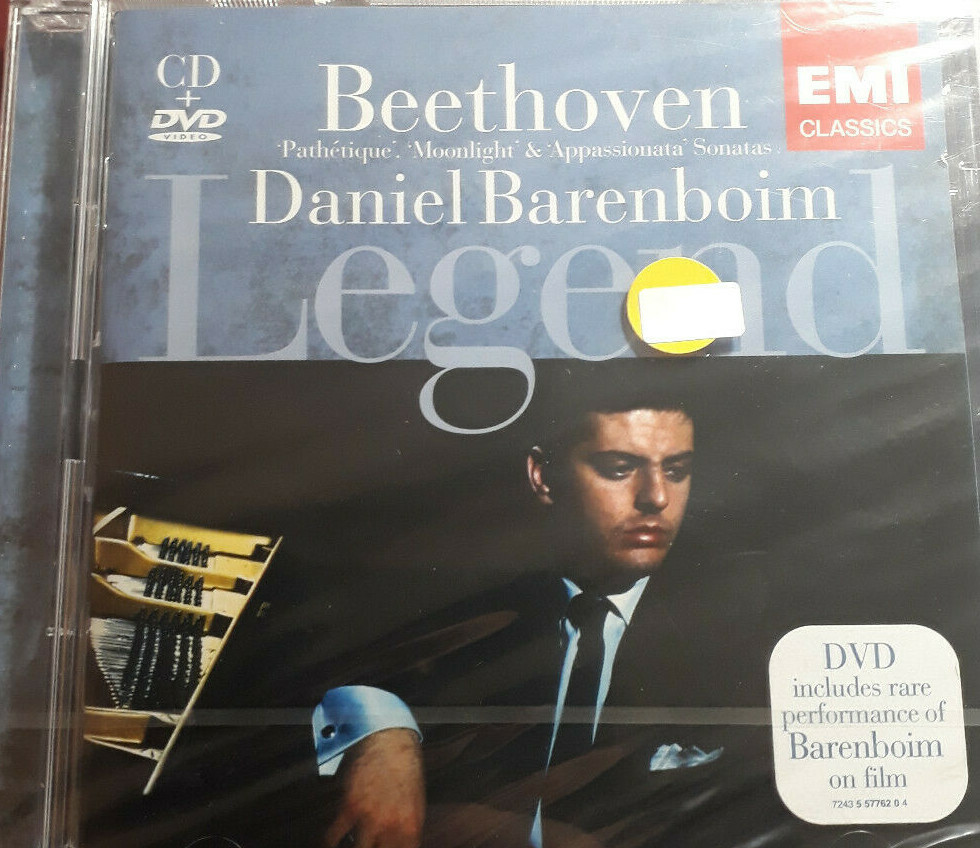 CD
+
DVD
VIDEO
Beethoven
'Pathétique', 'Moonlight' & 'Appassionata' Sonatas
Daniel Barenboim
Legend
EMI
CLASSICS
DVD
includes rare
performance of
Barenboim
on film
7243 5 57762 0 4